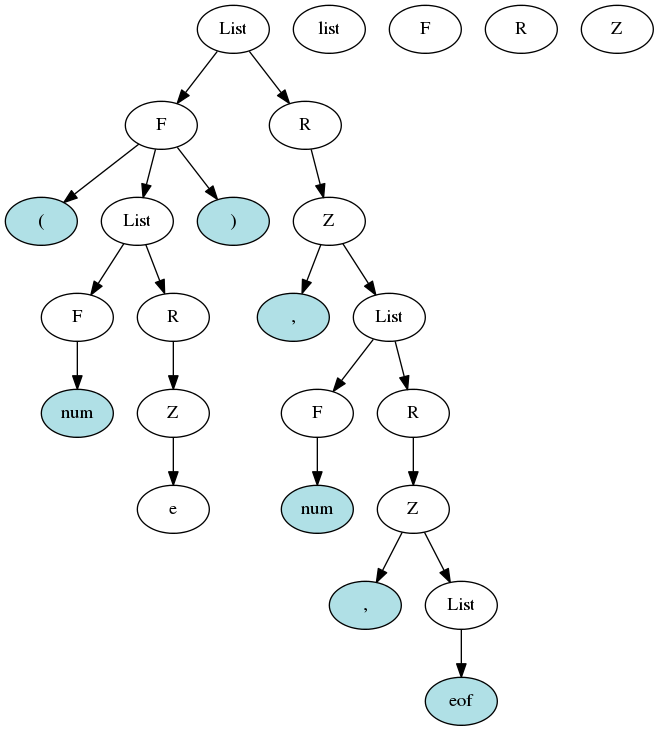 List list F R Z
F R
( List ) Z
F R , List
num Z F R
e num Z
, List
eof